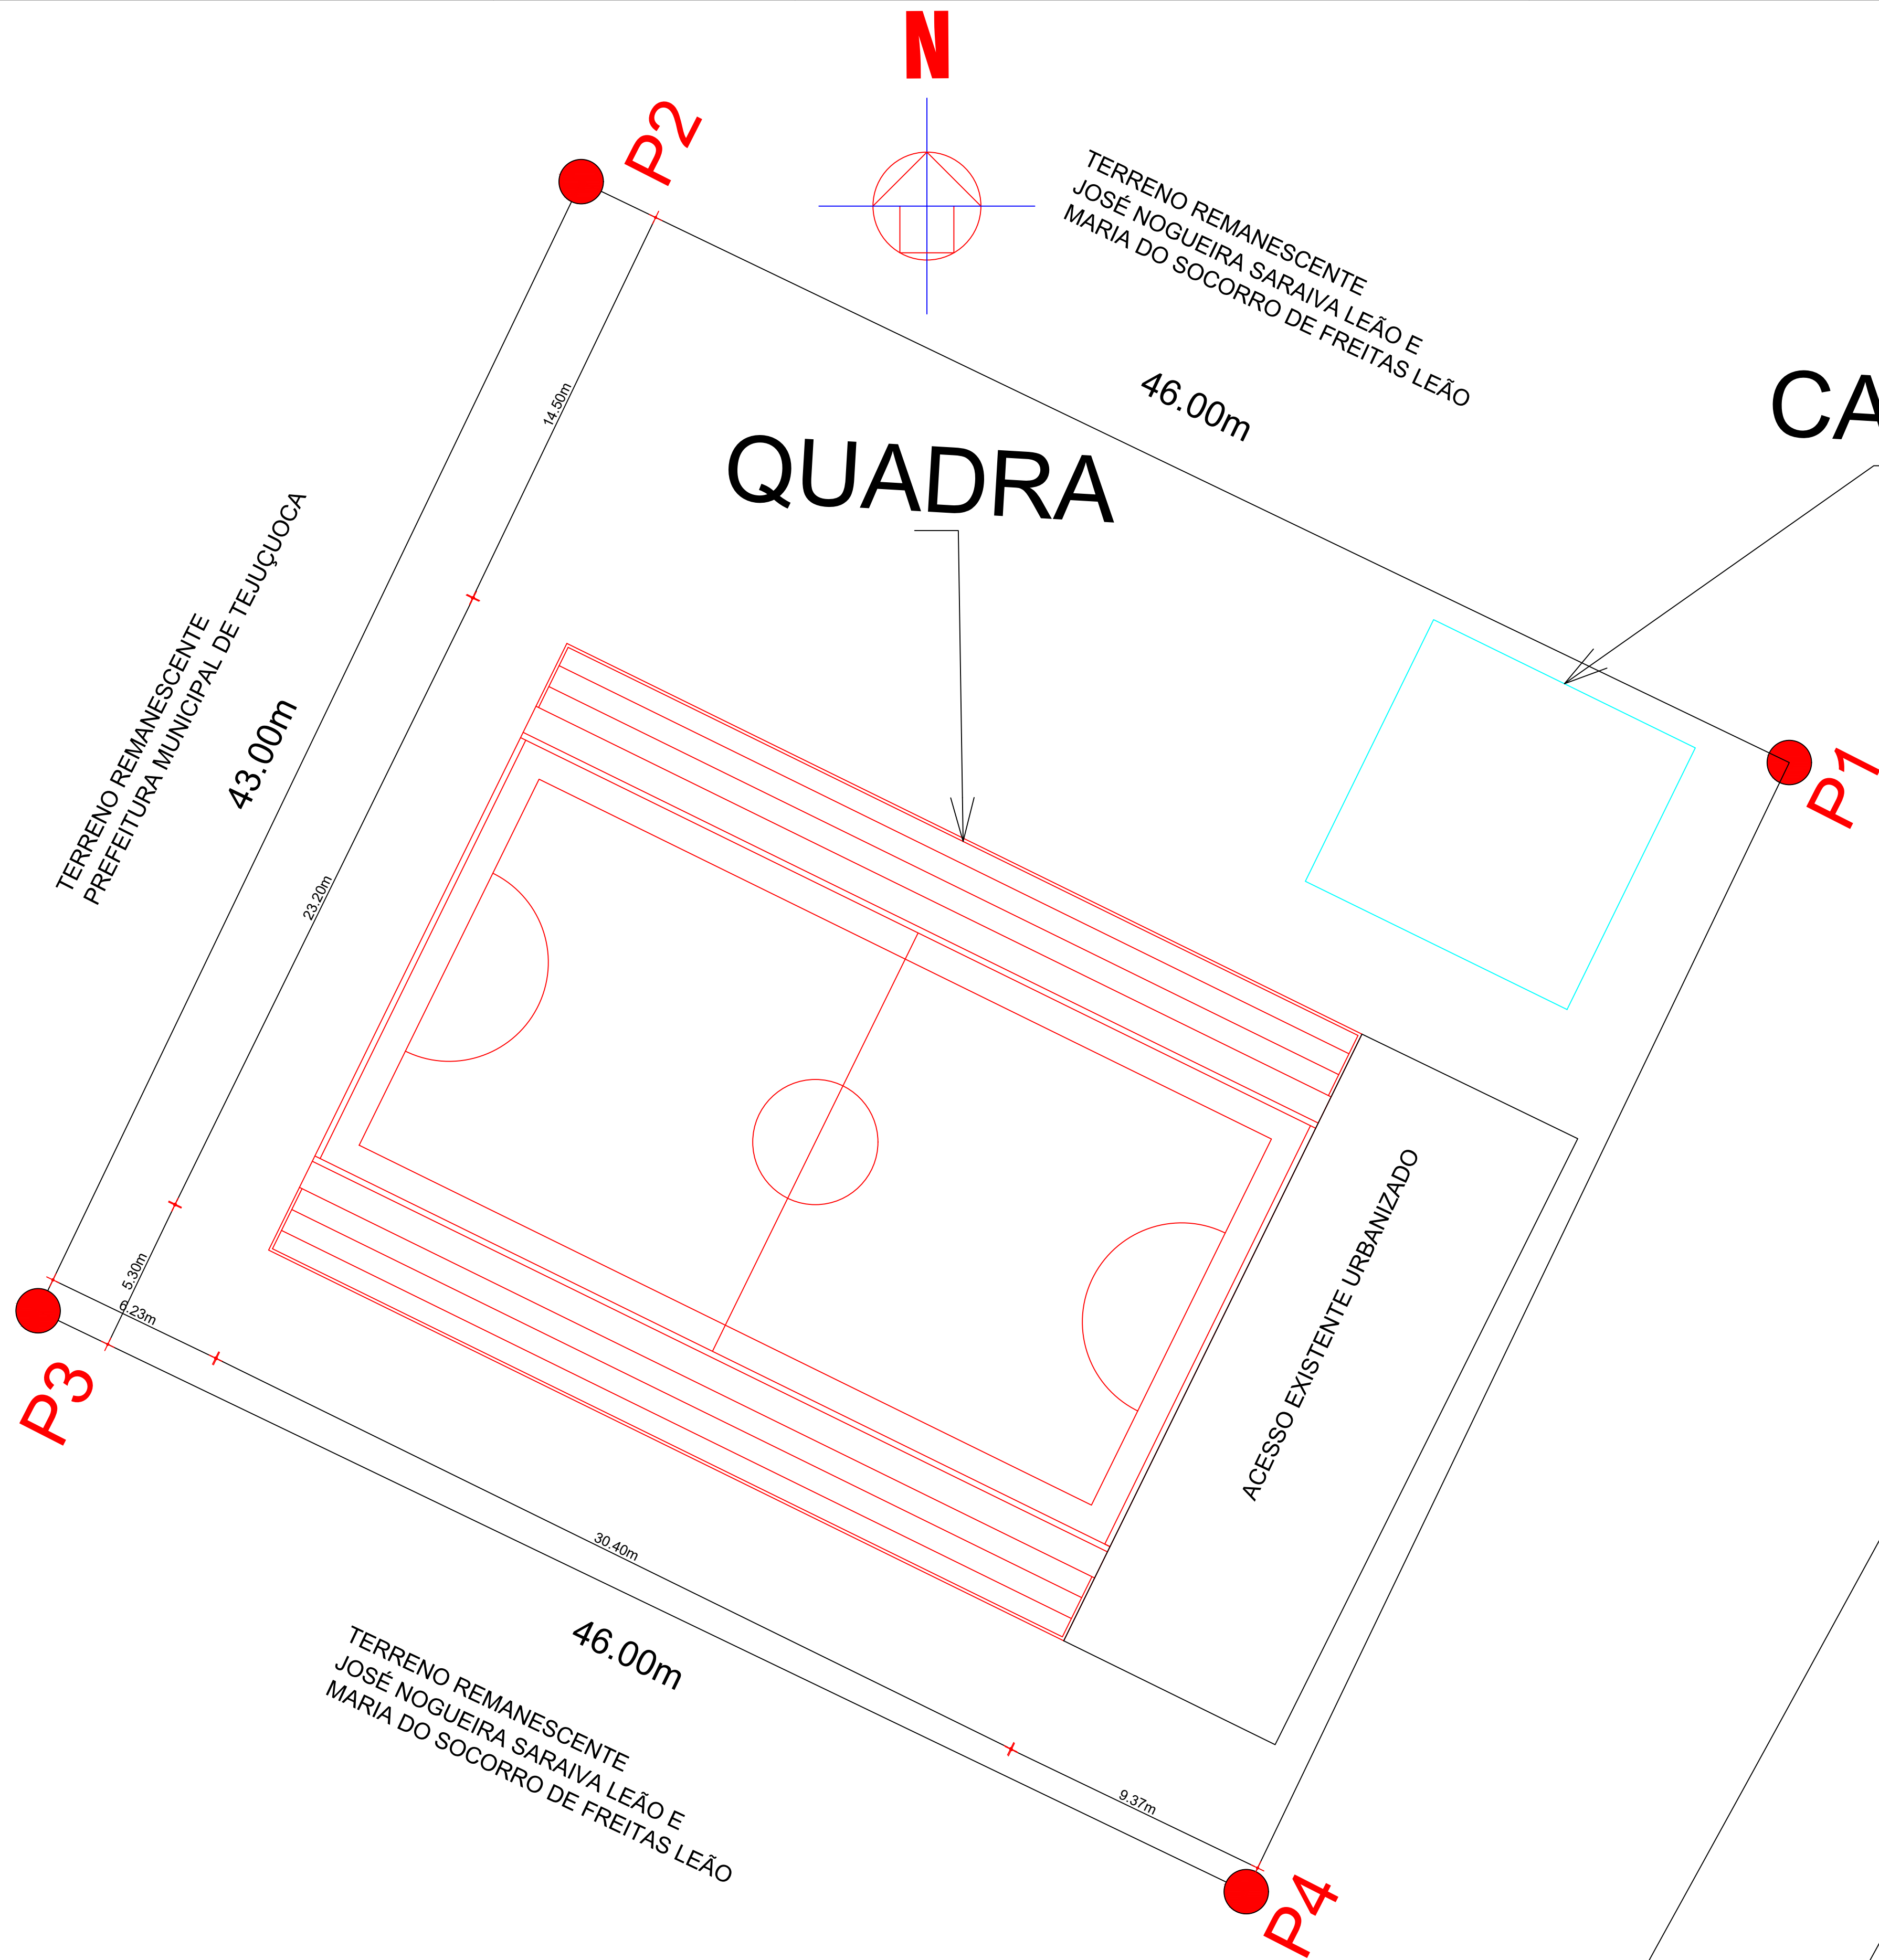 N
P2
TERRENO REMANESCENTE
JOSÉ NOGUEIRA SARAIVA LEÃO E
MARIA DO SOCORRO DE FREITAS LEÃO
46.00m
CA
14.50m
QUADRA
TERRENO REMANESCENTE
PREFEITURA MUNICIPAL DE TEJUÇUOCA
43.00m
P1
23.20m
ACESSO EXISTENTE URBANIZADO
5.30m
6.23m
P3
30.40m
46.00m
TERRENO REMANESCENTE
JOSÉ NOGUEIRA SARAIVA LEÃO E
MARIA DO SOCORRO DE FREITAS LEÃO
9.37m
P4